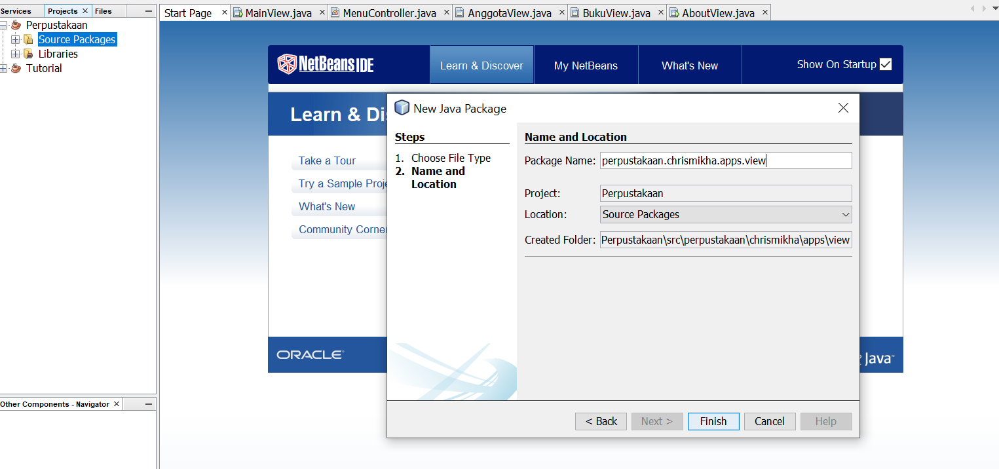 Services Projects Files
Start Page MainView.java MenuController.java AnggotaView.java BukuView.java AboutView.java
Perpustakaan
Source Packages
Libraries
Tutorial
NetBeans IDE
Learn & Discover
My NetBeans
What's New
Show On Startup
Learn & Di
Take a Tour
Try a Sample Proje
What's New
Community Corner
ORACLE
Java
New Java Package
Steps
1. Choose File Type
2. Name and
Location
Name and Location
Package Name: perpustakaan.chrismikha.apps.view
Project: Perpustakaan
Location: Source Packages
Created Folder: Perpustakaan\src\perpustakaan\chrismikha\apps\view
< Back Next > Finish Cancel Help
Other Components - Navigator